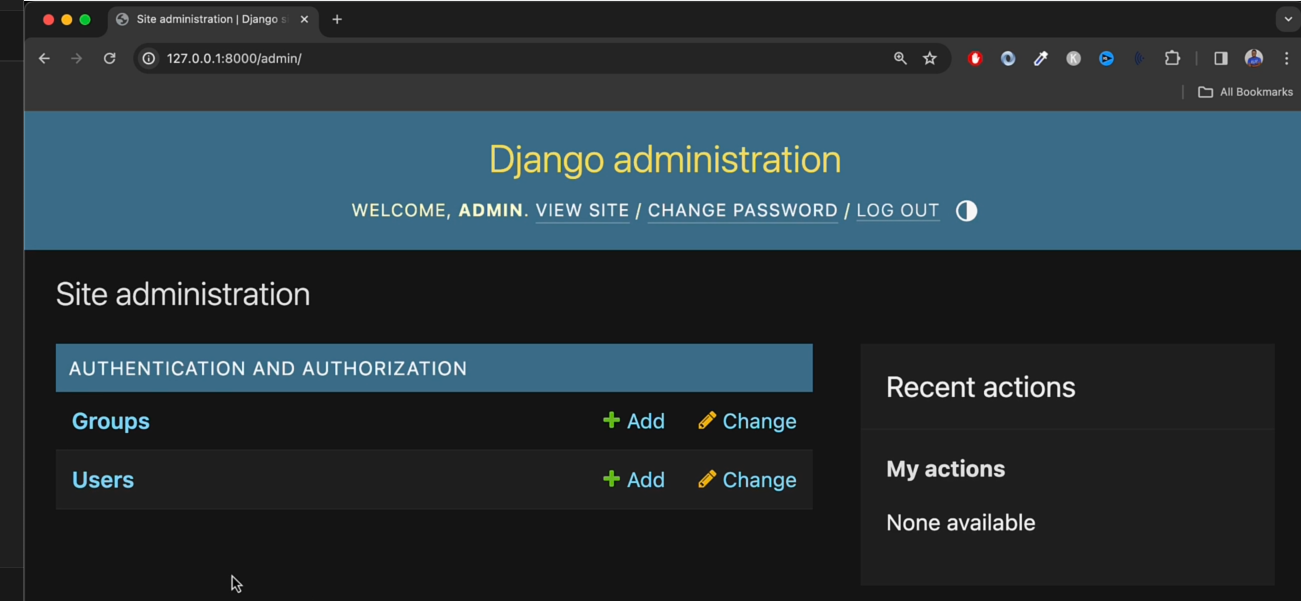 Site administration | Django s
127.0.0.1:8000/admin/
K
All Bookmarks
Django administration
WELCOME, ADMIN. VIEW SITE / CHANGE PASSWORD / LOG OUT
Site administration
AUTHENTICATION AND AUTHORIZATION
Groups Add Change
Users Add Change
Recent actions
My actions
None available